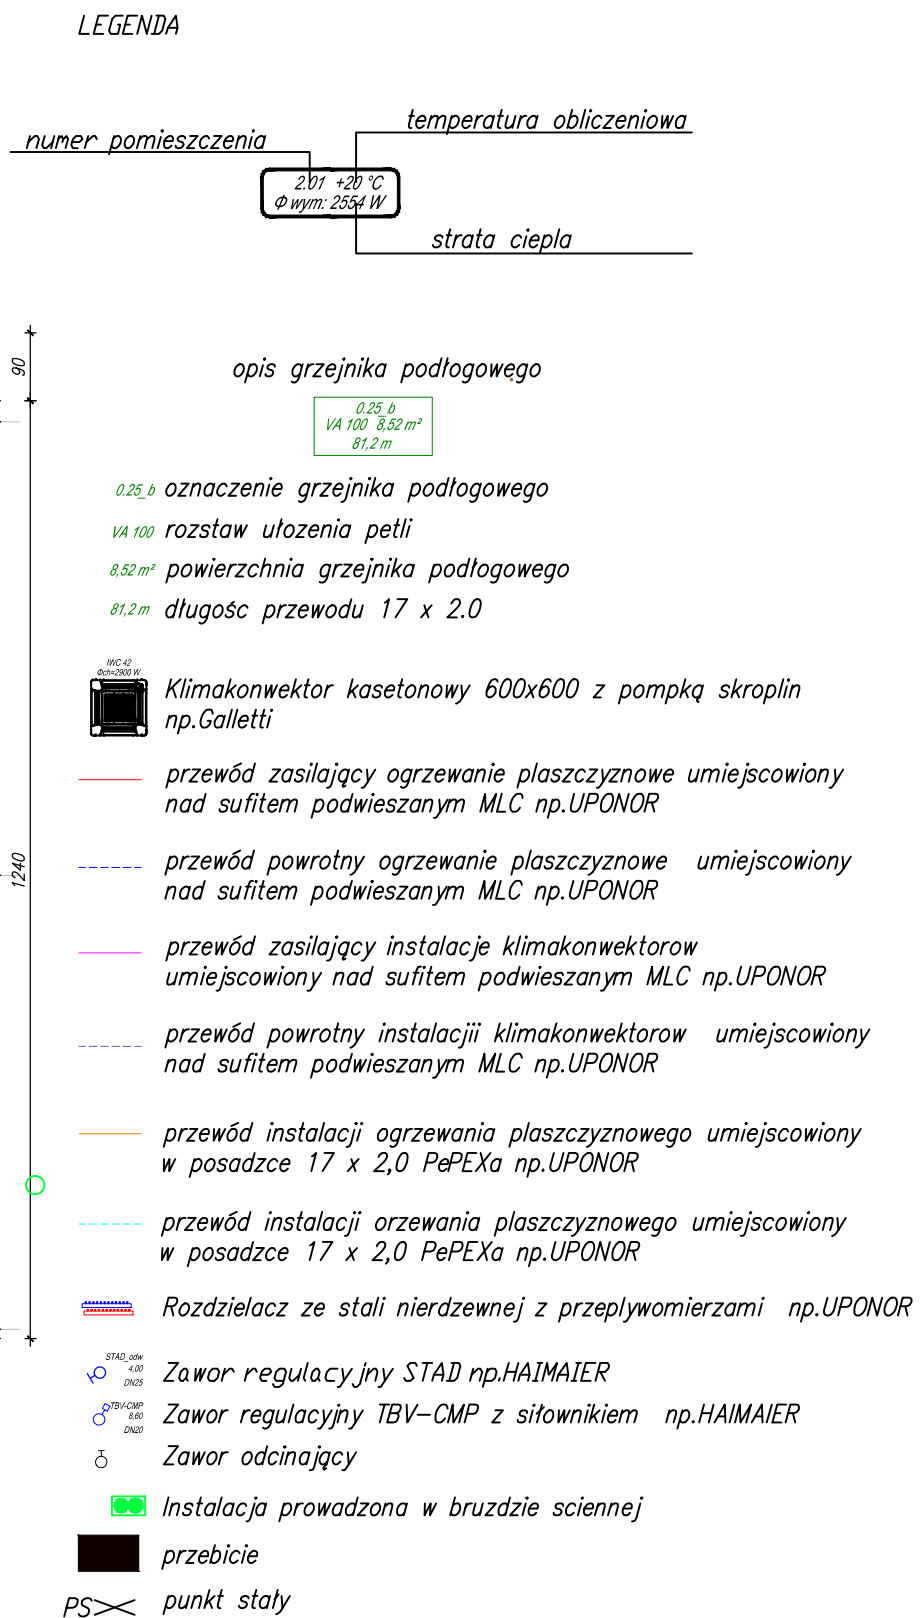 LEGENDA
temperatura obliczeniowa
numer pomieszczenia
2.01 +20 °C
Φ wym: 2554 W
strata ciepla
90
opis grzejnika podłogowego
0.25_b
VA 100 8,52 m²
81,2 m
0.25_b oznaczenie grzejnika podłogowego
VA 100 rozstaw ułozenia petli
8,52 m² powierzchnia grzejnika podłogowego
81,2 m długośc przewodu 17 x 2.0
IWC 42
Φch=2900 W
Klimakonwektor kasetonowy 600x600 z pompką skroplin
np.Galletti
przewód zasilający ogrzewanie plaszczyznowe umiejscowiony
nad sufitem podwieszanym MLC np.UPONOR
1240
przewód powrotny ogrzewanie plaszczyznowe umiejscowiony
nad sufitem podwieszanym MLC np.UPONOR
przewód zasilający instalacje klimakonwektorow
umiejscowiony nad sufitem podwieszanym MLC np.UPONOR
przewód powrotny instalacjii klimakonwektorow umiejscowiony
nad sufitem podwieszanym MLC np.UPONOR
przewód instalacji ogrzewania plaszczyznowego umiejscowiony
w posadzce 17 x 2,0 PePEXa np.UPONOR
przewód instalacji orzewania plaszczyznowego umiejscowiony
w posadzce 17 x 2,0 PePEXa np.UPONOR
Rozdzielacz ze stali nierdzewnej z przeplywomierzami np.UPONOR
STAD_odw
4,00
DN25
Zawor regulacyjny STAD np.HAIMAIER
TBV-CMP
8,60
DN20
Zawor regulacyjny TBV-CMP z siłownikiem np.HAIMAIER
Zawor odcinający
Instalacja prowadzona w bruzdzie sciennej
przebicie
PS punkt stały